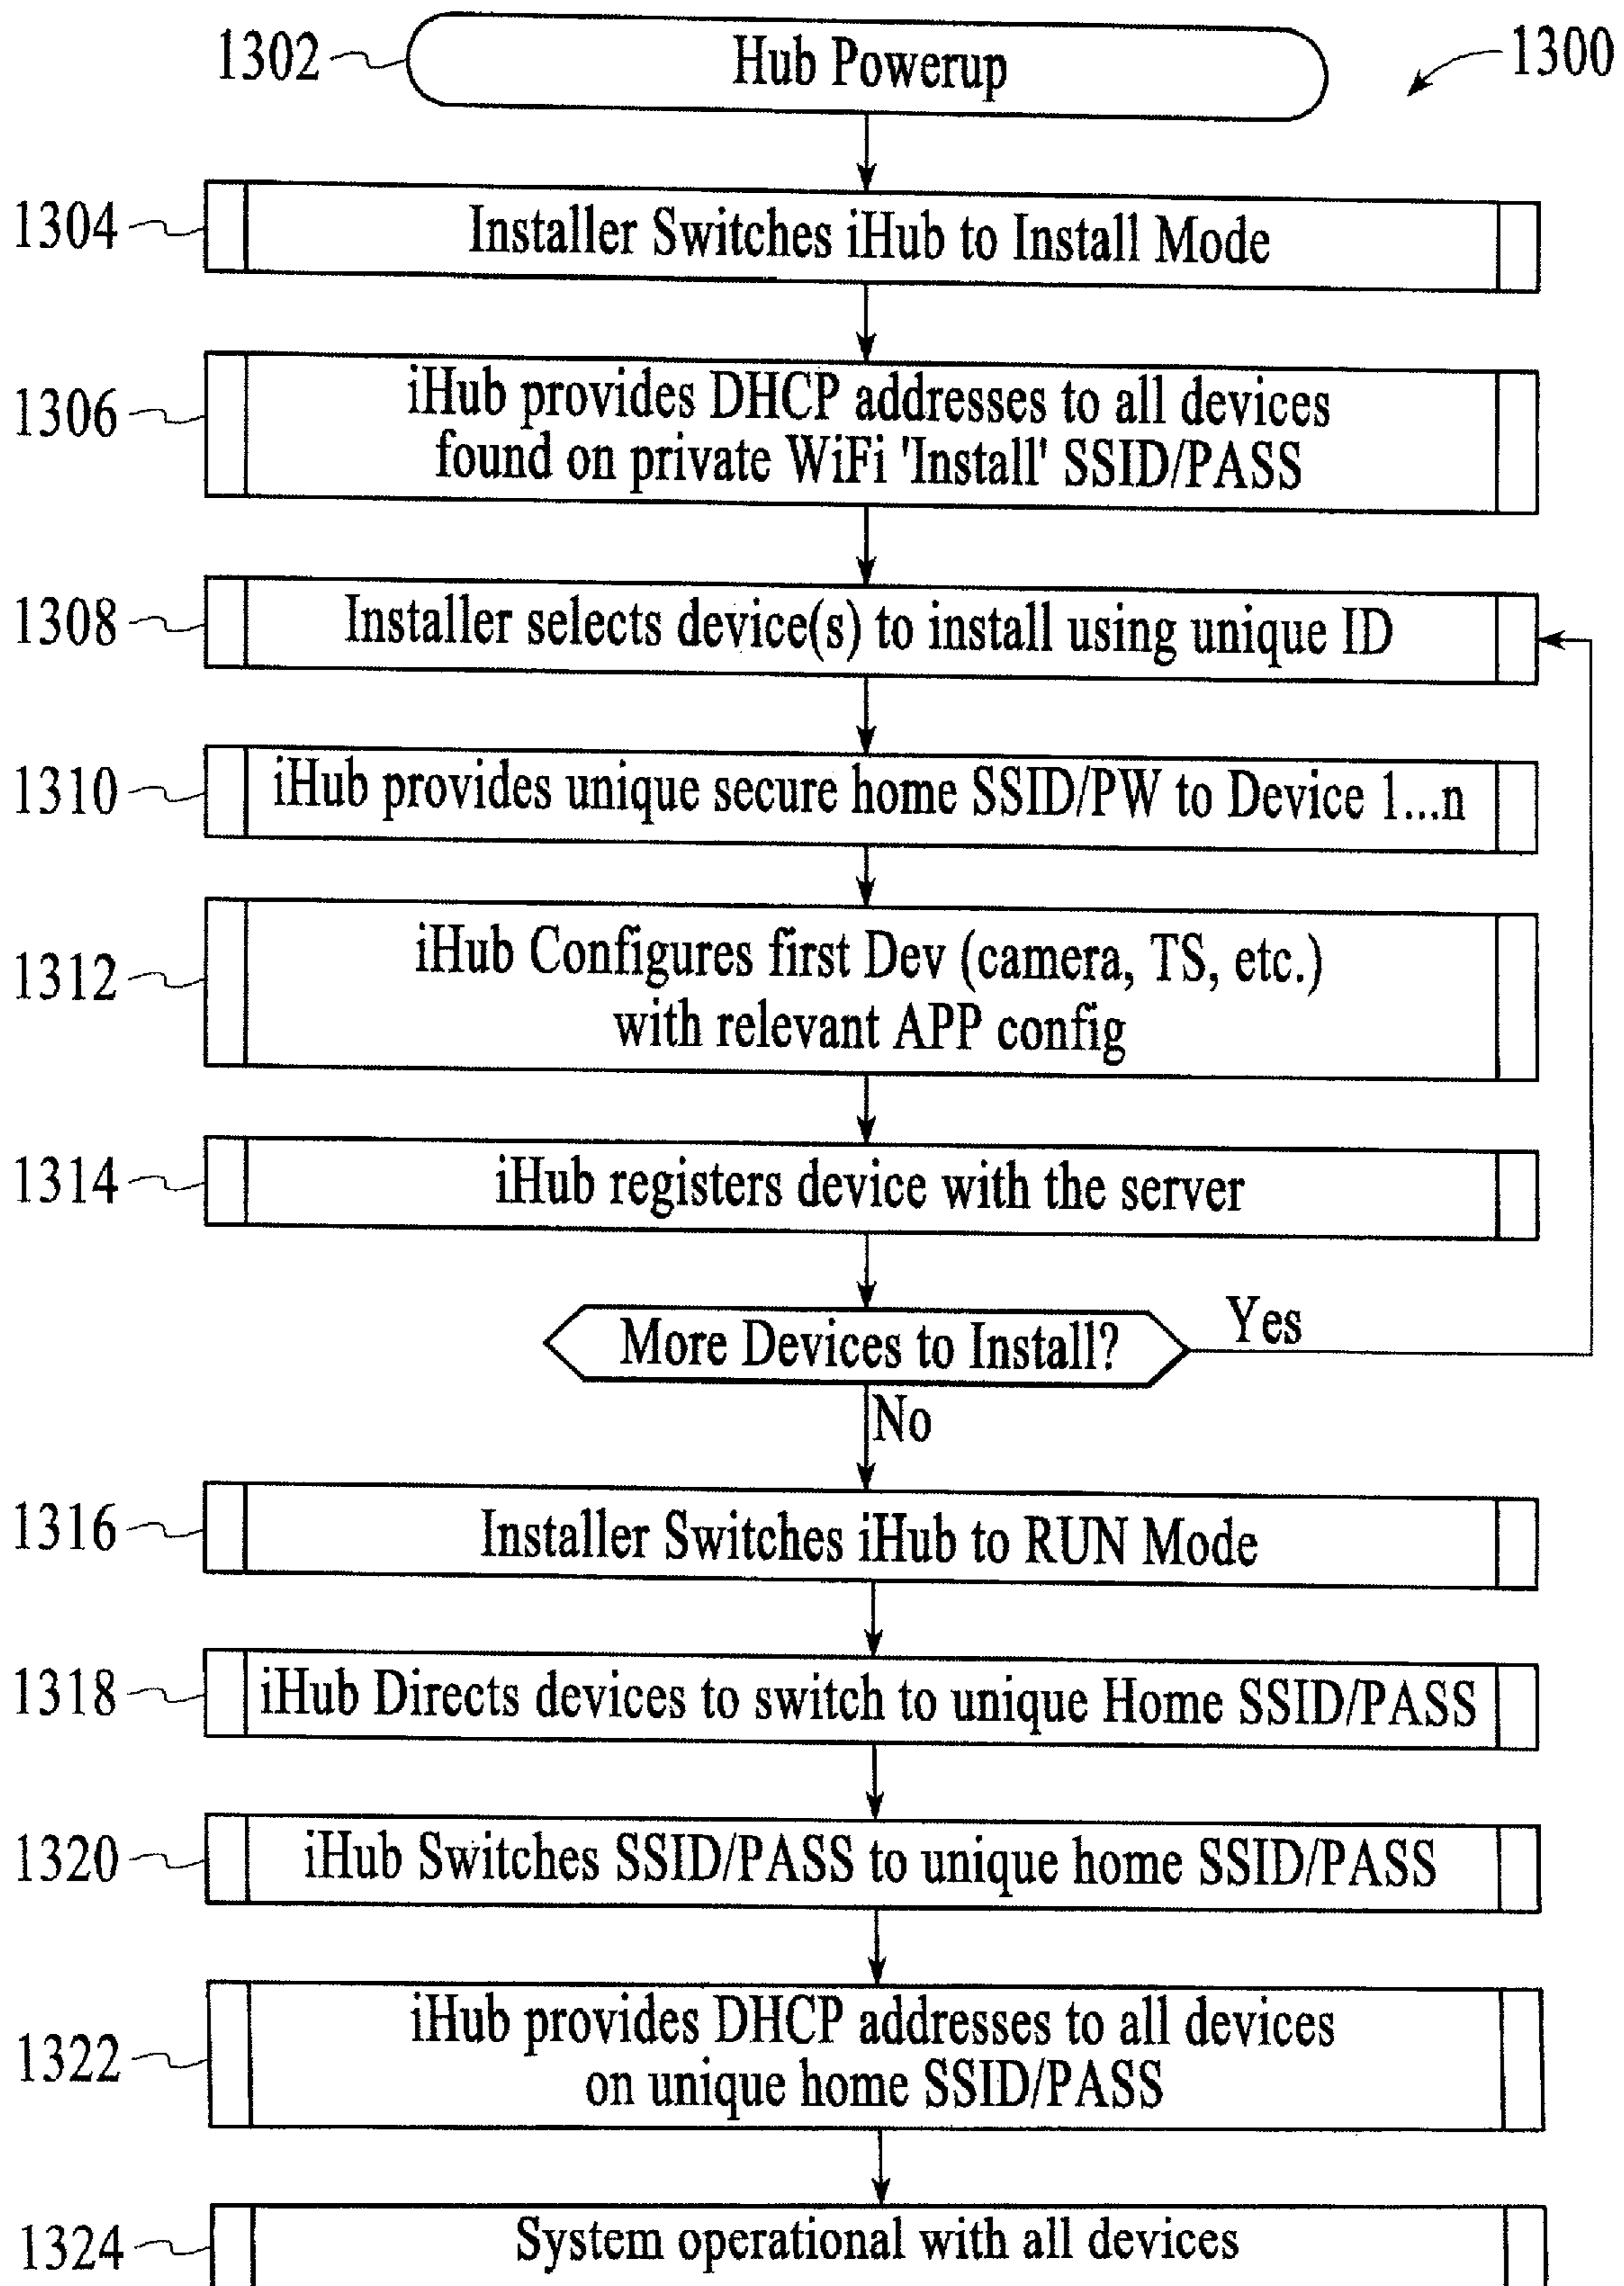 1302
Hub Powerup
1300
1304
Installer Switches iHub to Install Mode
1306
iHub provides DHCP addresses to all devices
found on private WiFi 'Install' SSID/PASS
1308
Installer selects device(s) to install using unique ID
1310
iHub provides unique secure home SSID/PW to Device 1...n
1312
iHub Configures first Dev (camera, TS, etc.)
with relevant APP config
1314
iHub registers device with the server
More Devices to Install?
Yes
No
1316
Installer Switches iHub to RUN Mode
1318
iHub Directs devices to switch to unique Home SSID/PASS
1320
iHub Switches SSID/PASS to unique home SSID/PASS
1322
iHub provides DHCP addresses to all devices
on unique home SSID/PASS
1324
System operational with all devices